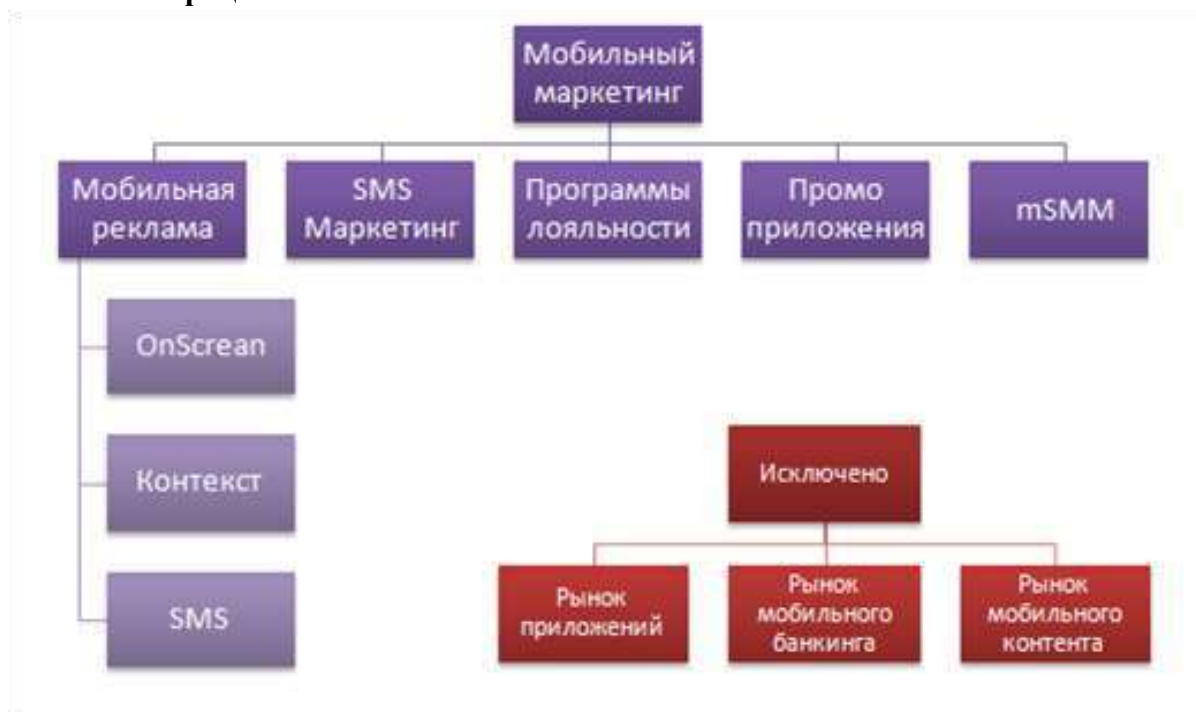 Мобильный
маркетинг
Мобильная
реклама
SMS
Маркетинг
Программы
лояльности
Промо
приложения
mSMM
OnScrean
Контекст
SMS
Исключено
Рынок
приложений
Рынок
мобильного
банкинга
Рынок
мобильного
контента